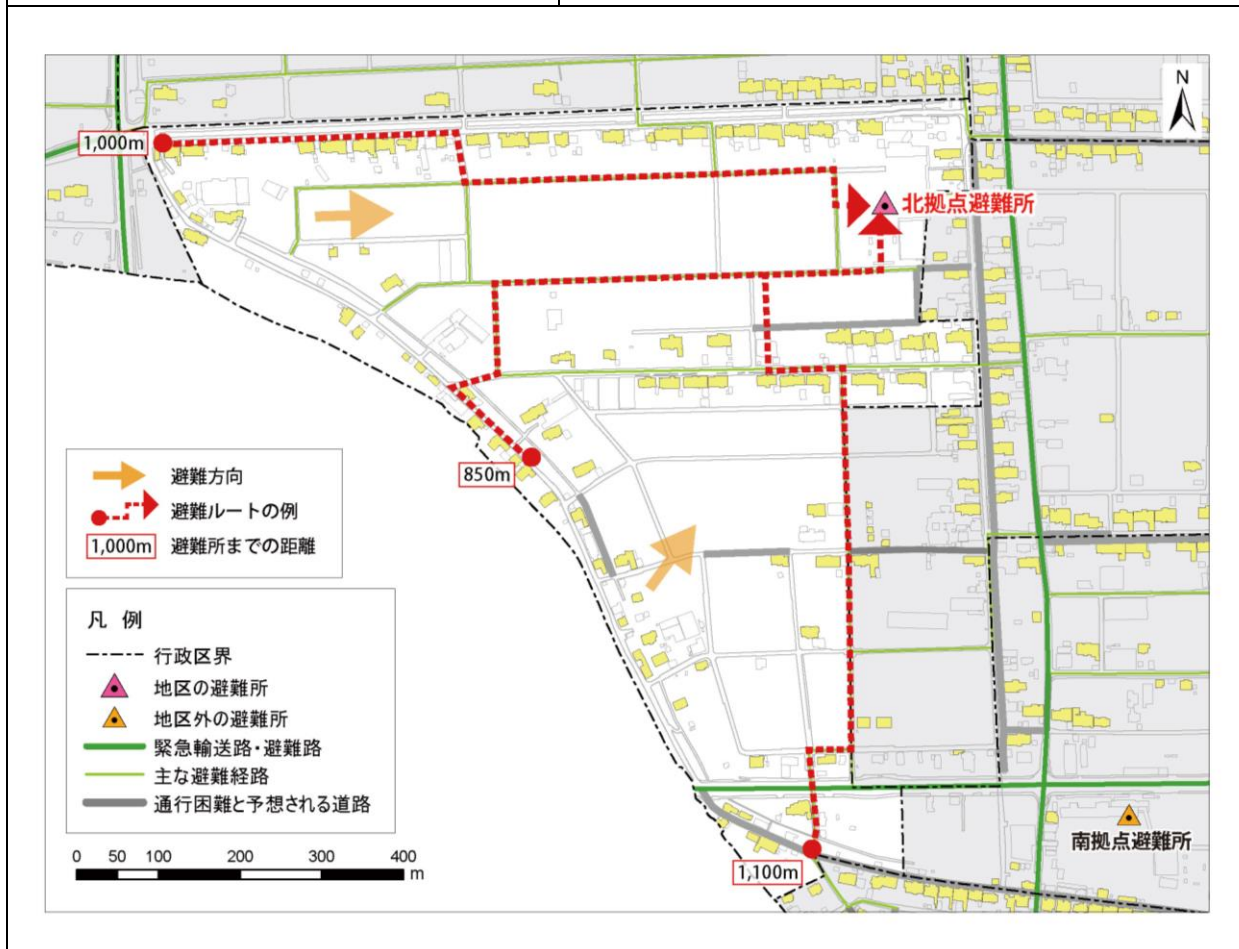 N
1,000m
北拠点避難所
850m
避難方向
避難ルートの例
1,000m 避難所までの距離
凡 例
行政区界
地区の避難所
地区外の避難所
緊急輸送路・避難路
主な避難経路
通行困難と予想される道路
南拠点避難所
1,100m
0 50 100 200 300 400
m